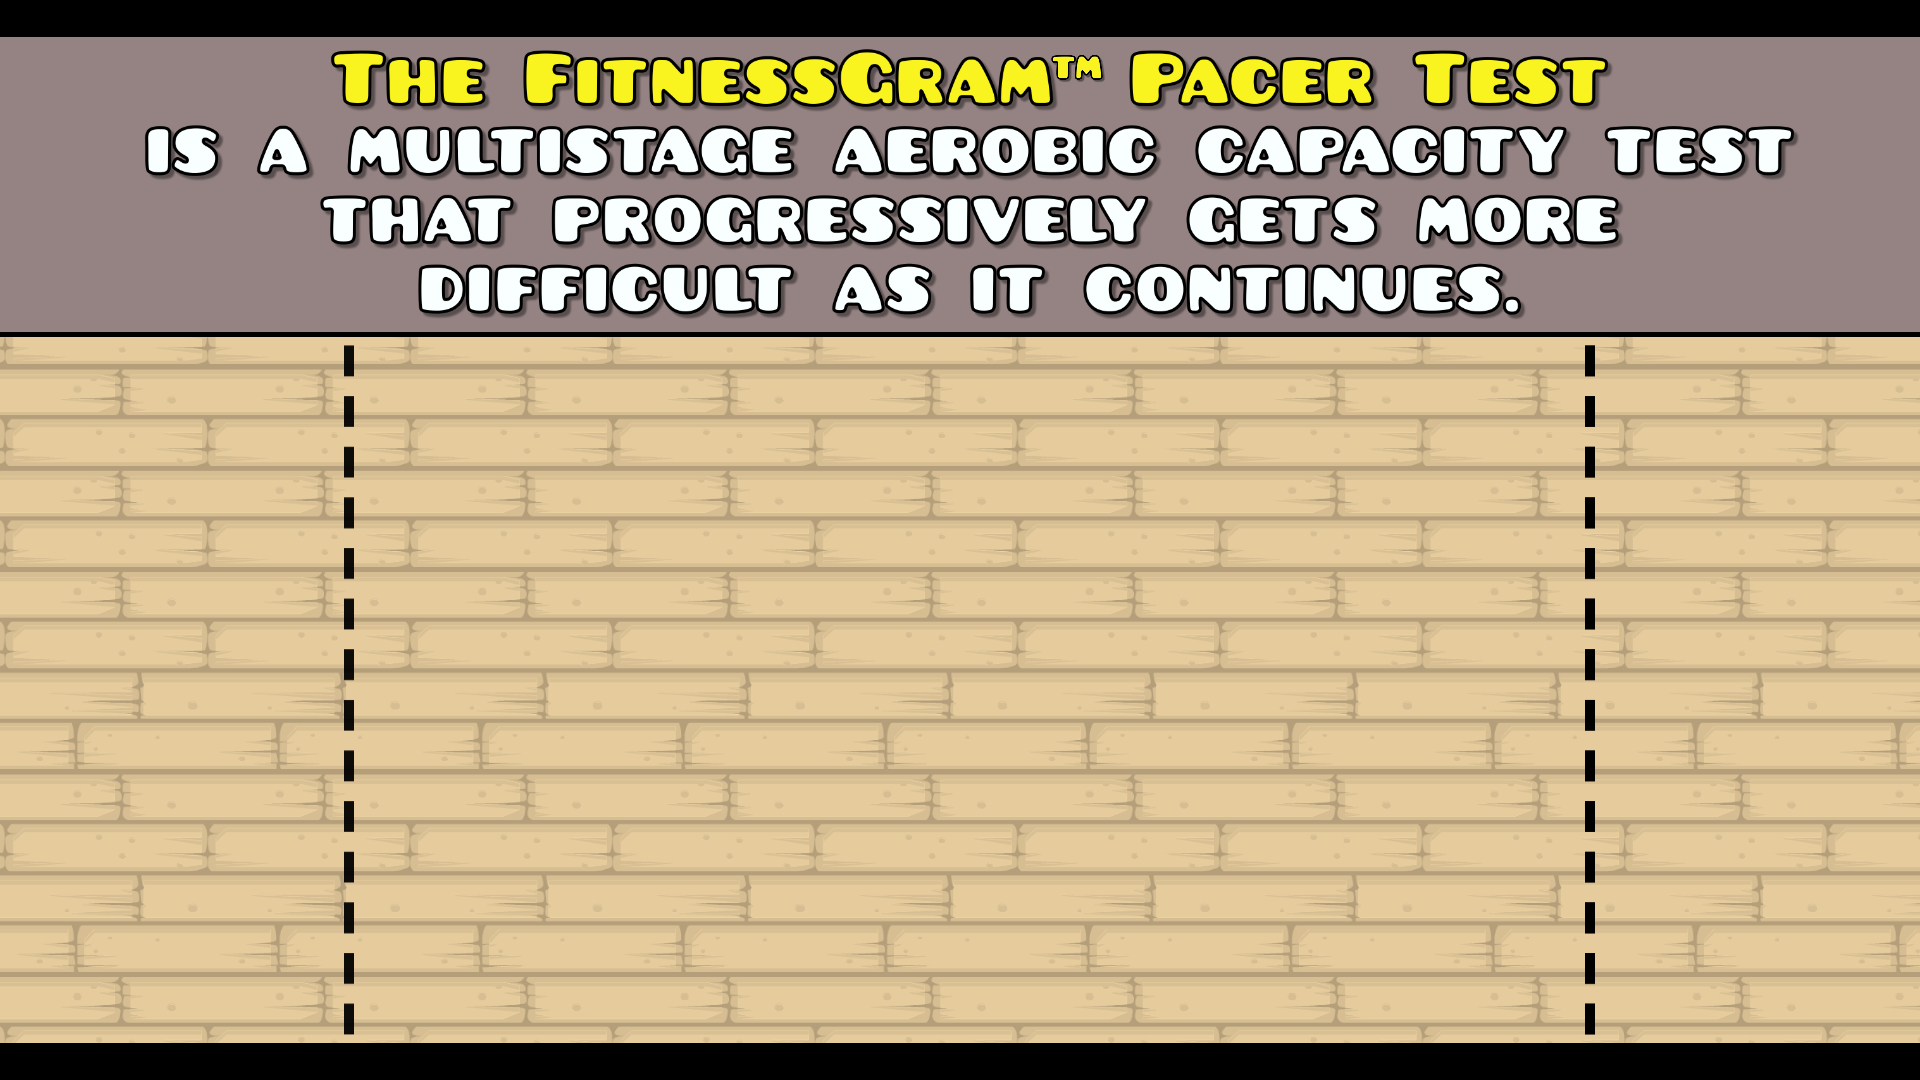 The FitnessGram™ Pacer Test
is a multistage aerobic capacity test
that progressively gets more
difficult as it continues.